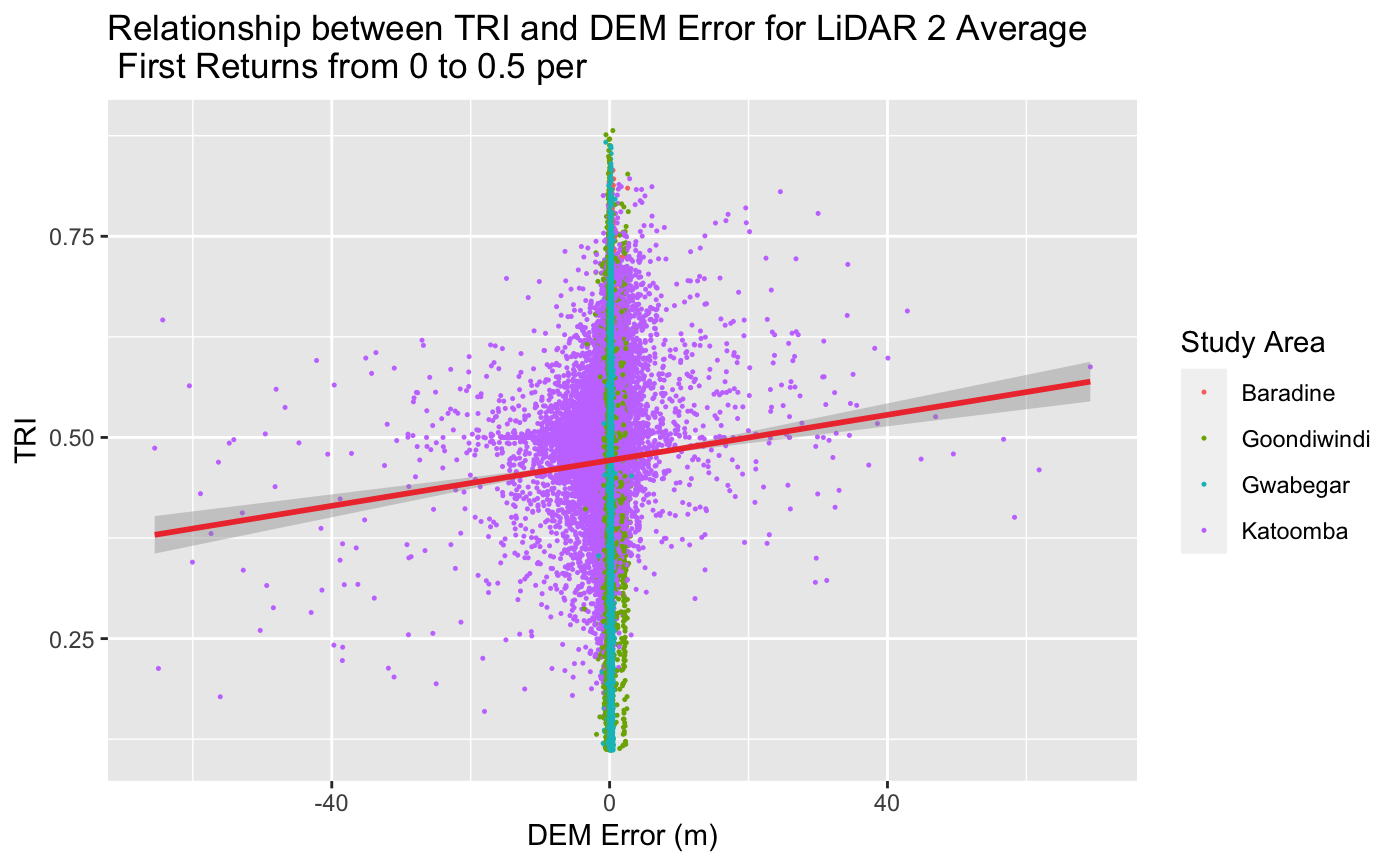 Relationship between TRI and DEM Error for LiDAR 2 Average
First Returns from 0 to 0.5 per
TRI
0.75
0.50
0.25
-40
0
40
DEM Error (m)
Study Area
Baradine
Goondiwindi
Gwabegar
Katoomba